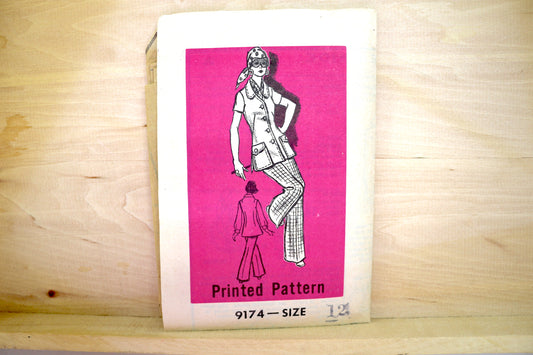 Printed Pattern
9174 — SIZE 12